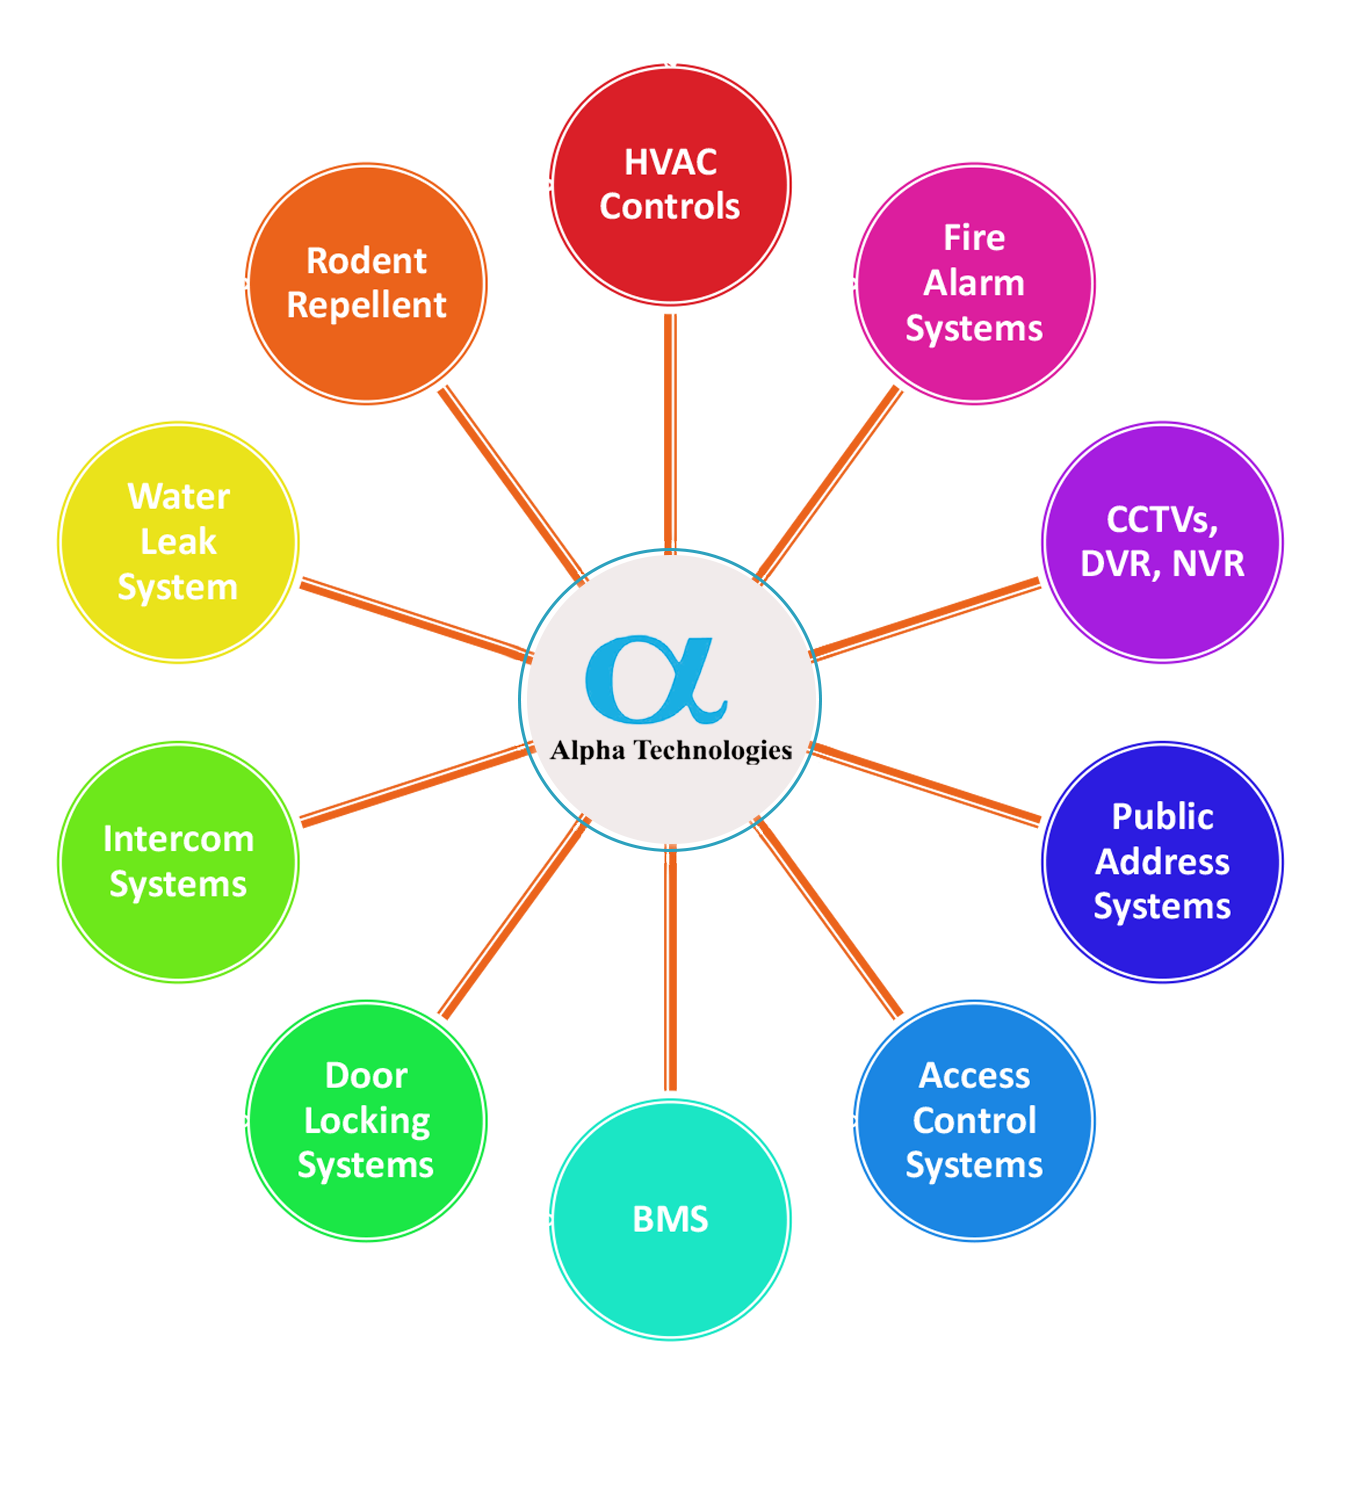 HVAC
Controls
Fire
Alarm
Systems
CCTVs,
DVR, NVR
Public
Address
Systems
Access
Control
Systems
BMS
Door
Locking
Systems
Intercom
Systems
Water
Leak
System
Rodent
Repellent
α
Alpha Technologies